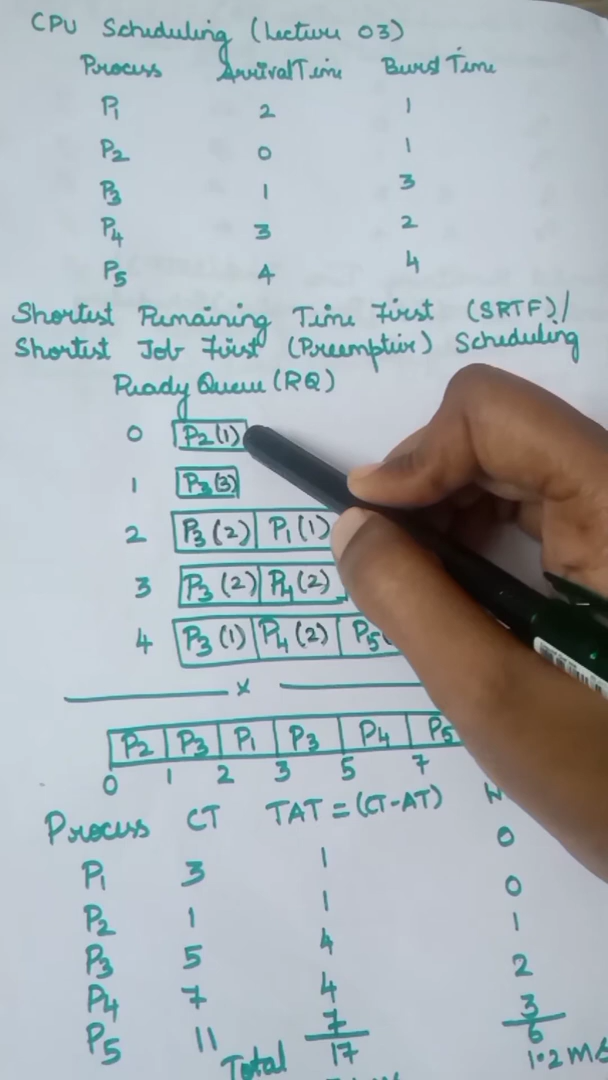 CPU Scheduling (Lecture 03)
Process Arrival Time Burst Time
P1 2 1
P2 0 1
P3 1 3
P4 3 2
P5 4 4
Shortest Remaining Time First (SRTF)/
Shortest Job First (Preemptive) Scheduling
Ready Queue (RQ)
0 P2(1)
1 P3(3)
2 P3(2) P1(1)
3 P3(2) P4(2)
4 P3(1) P4(2) P5(
x
P2 P3 P1 P3 P4 P5
0 1 2 3 5 7
Process CT TAT = (CT-AT)
P1 3 1 0
P2 1 1 0
P3 5 4 1
P4 7 4 2
P5 11 7 3
Total 17 6
1.2 ms